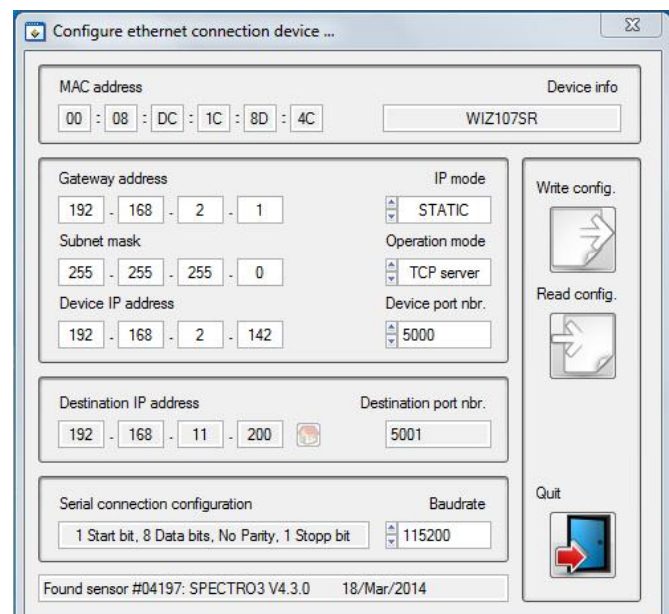 Configure ethernet connection device ...
MAC address Device info
00 : 08 : DC : 1C : 8D : 4C WIZ107SR
Gateway address IP mode
192 . 168 . 2 . 1 STATIC
Subnet mask Operation mode
255 . 255 . 255 . 0 TCP server
Device IP address Device port nbr.
192 . 168 . 2 . 142 5000
Write config.
Read config.
Destination IP address Destination port nbr.
192 . 168 . 11 . 200 5001
Serial connection configuration Baudrate
1 Start bit, 8 Data bits, No Parity, 1 Stopp bit 115200
Quit
Found sensor #04197: SPECTRO3 V4.3.0 18/Mar/2014